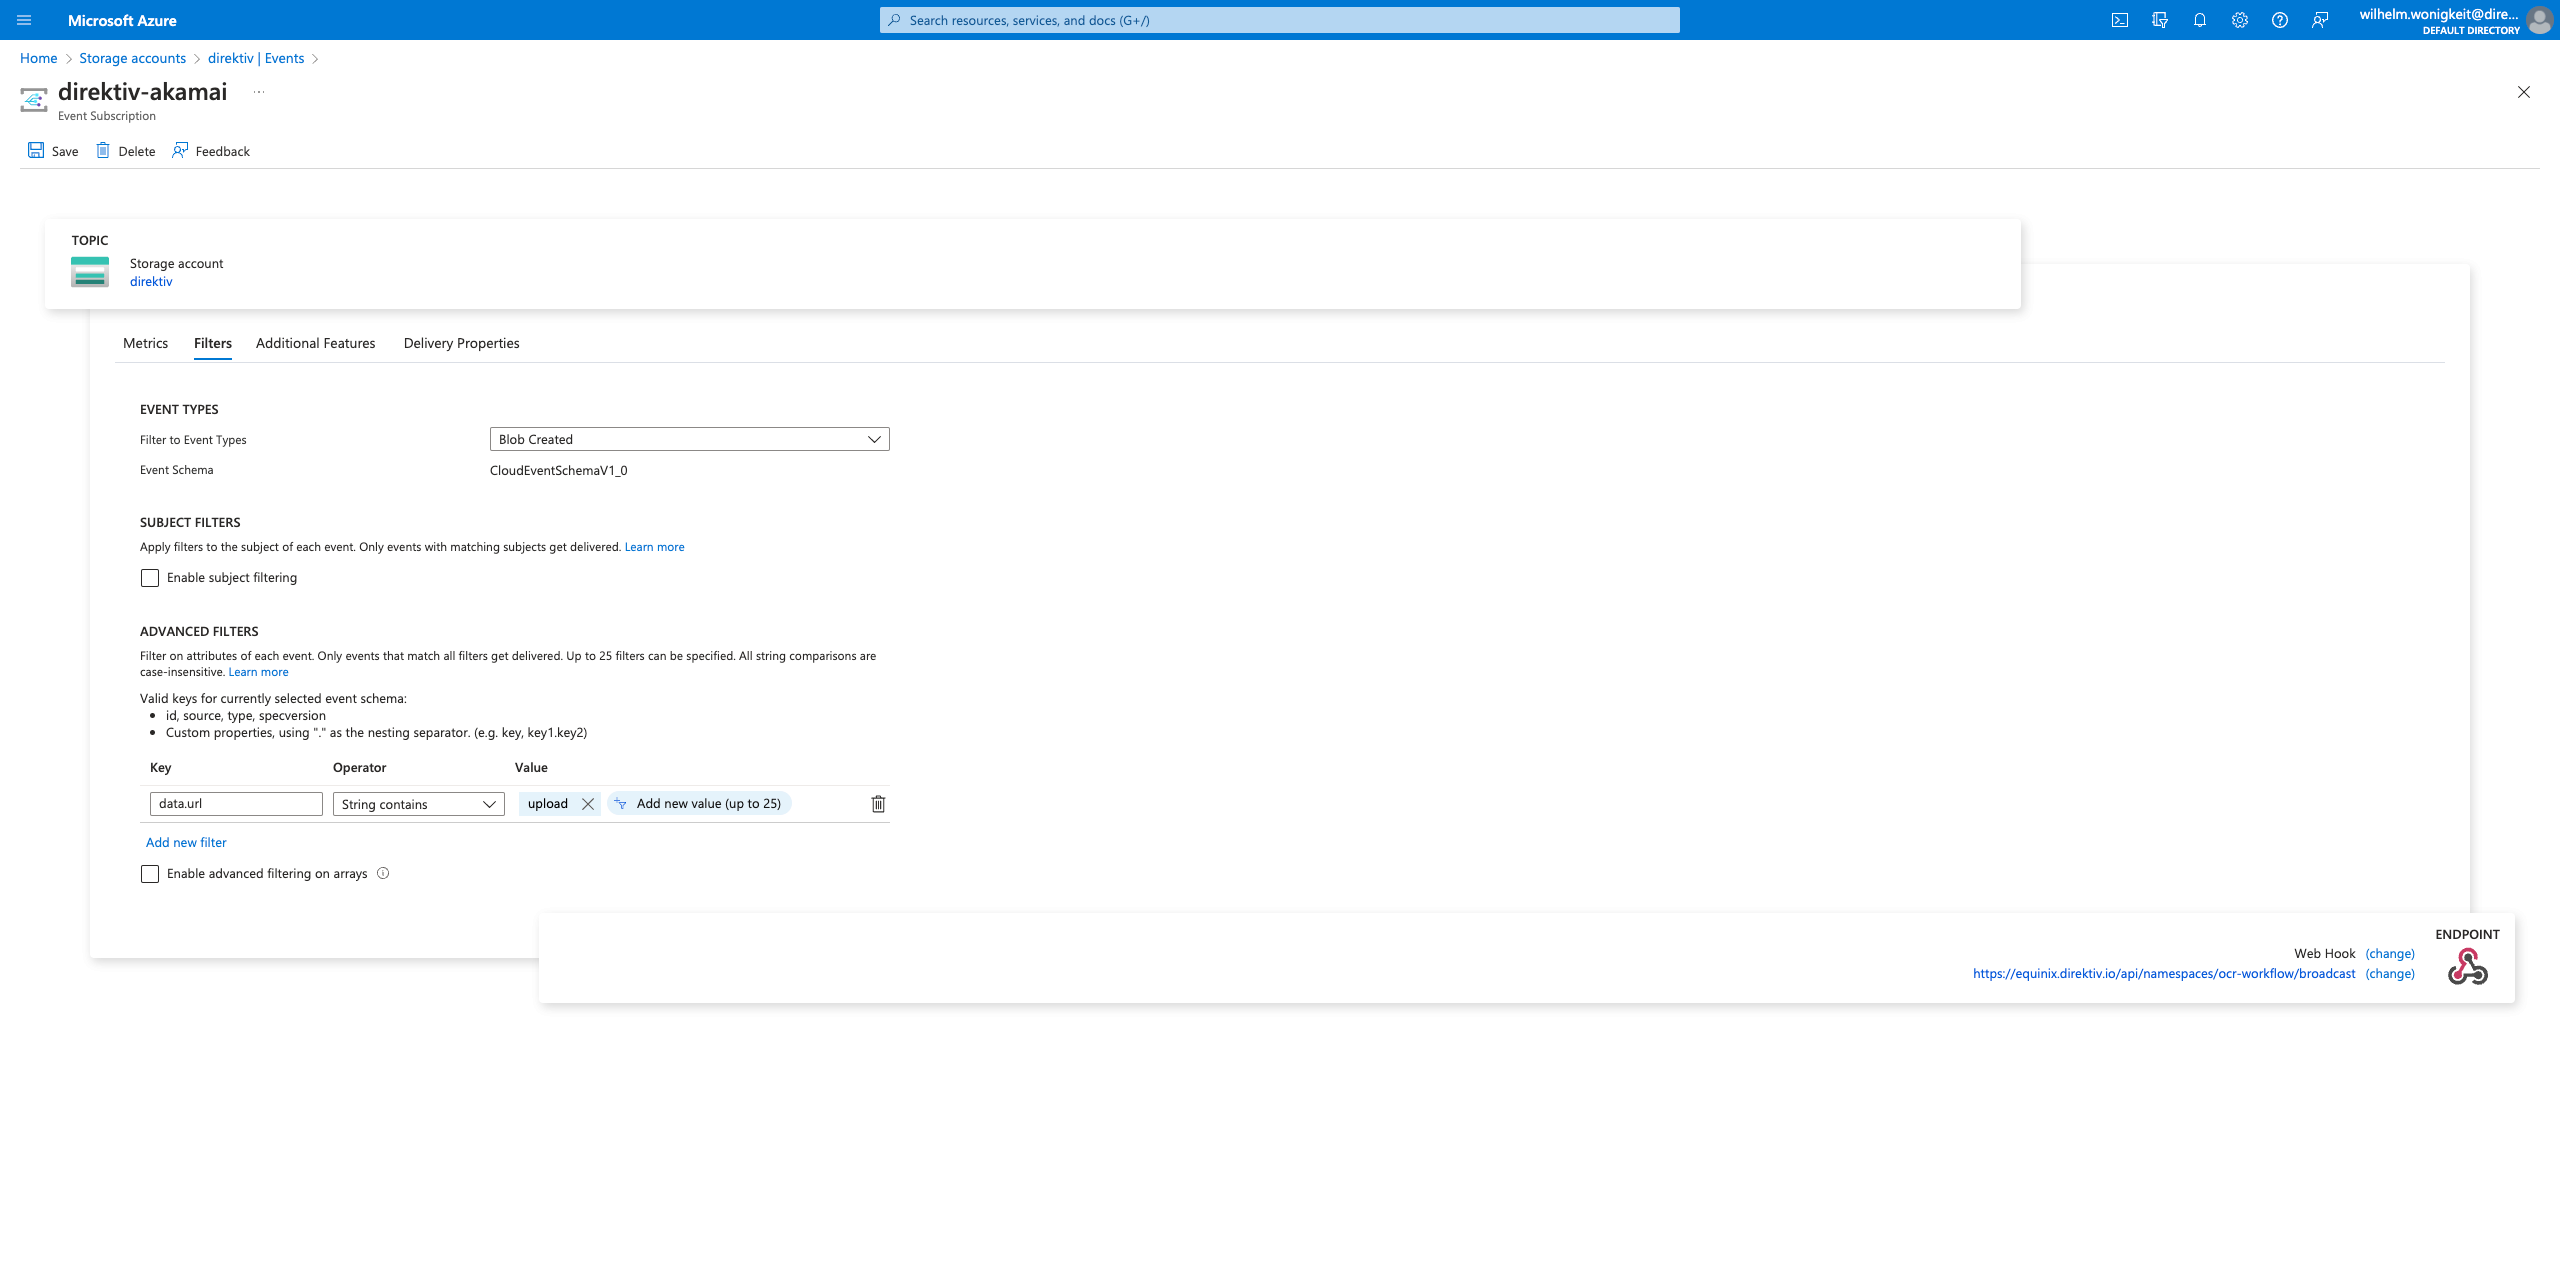 Microsoft Azure
Search resources, services, and docs (G+/)
wilhelm.wonigkeit@dire...
DEFAULT DIRECTORY
Home > Storage accounts > direktiv | Events >
direktiv-akamai ...
Event Subscription
Save Delete Feedback
TOPIC
Storage account
direktiv
Metrics Filters Additional Features Delivery Properties
EVENT TYPES
Filter to Event Types Blob Created
Event Schema CloudEventSchemaV1_0
SUBJECT FILTERS
Apply filters to the subject of each event. Only events with matching subjects get delivered. Learn more
Enable subject filtering
ADVANCED FILTERS
Filter on attributes of each event. Only events that match all filters get delivered. Up to 25 filters can be specified. All string comparisons are
case-insensitive. Learn more
Valid keys for currently selected event schema:
• id, source, type, specversion
• Custom properties, using "." as the nesting separator. (e.g. key, key1.key2)
Key Operator Value
data.url String contains upload Add new value (up to 25)
Add new filter
Enable advanced filtering on arrays
ENDPOINT
Web Hook (change)
https://equinix.direktiv.io/api/namespaces/ocr-workflow/broadcast (change)